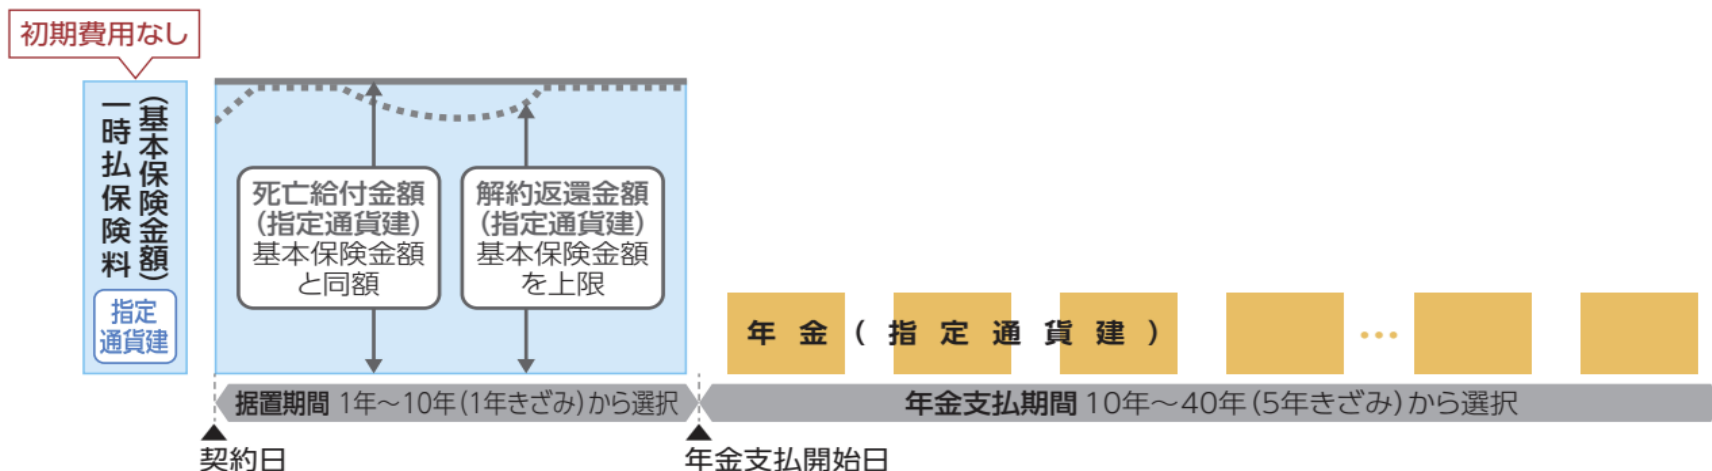 初期費用なし
一時払保険料
(基本保険金額)
指定
通貨建
死亡給付金額
(指定通貨建)
基本保険金額
と同額
解約返還金額
(指定通貨建)
基本保険金額
を上限
年金(指定通貨建)
…
据置期間 1年～10年(1年きざみ)から選択
年金支払期間 10年～40年(5年きざみ)から選択
契約日
年金支払開始日